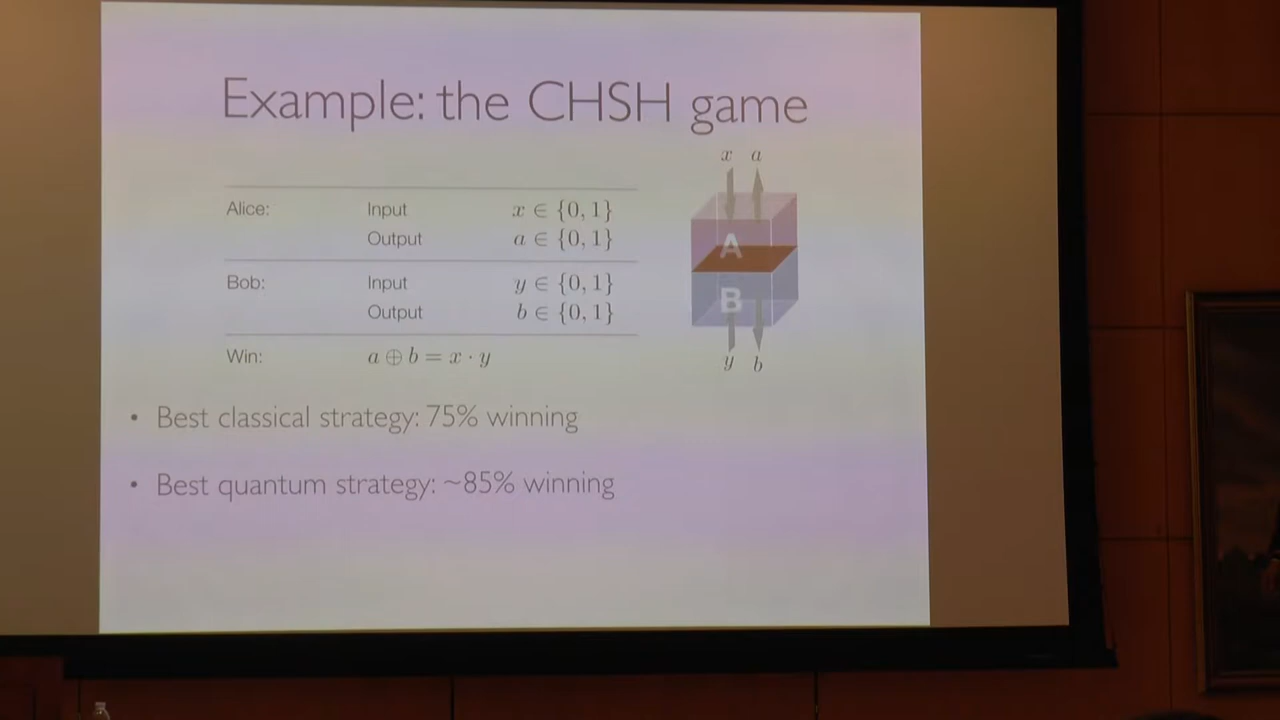 Example: the CHSH game
x a
Alice: Input x ∈ {0, 1}
Output a ∈ {0, 1}
A
Bob: Input y ∈ {0, 1}
B
Output b ∈ {0, 1}
Win: a ⊕ b = x · y
y b
• Best classical strategy: 75% winning
• Best quantum strategy: ~85% winning